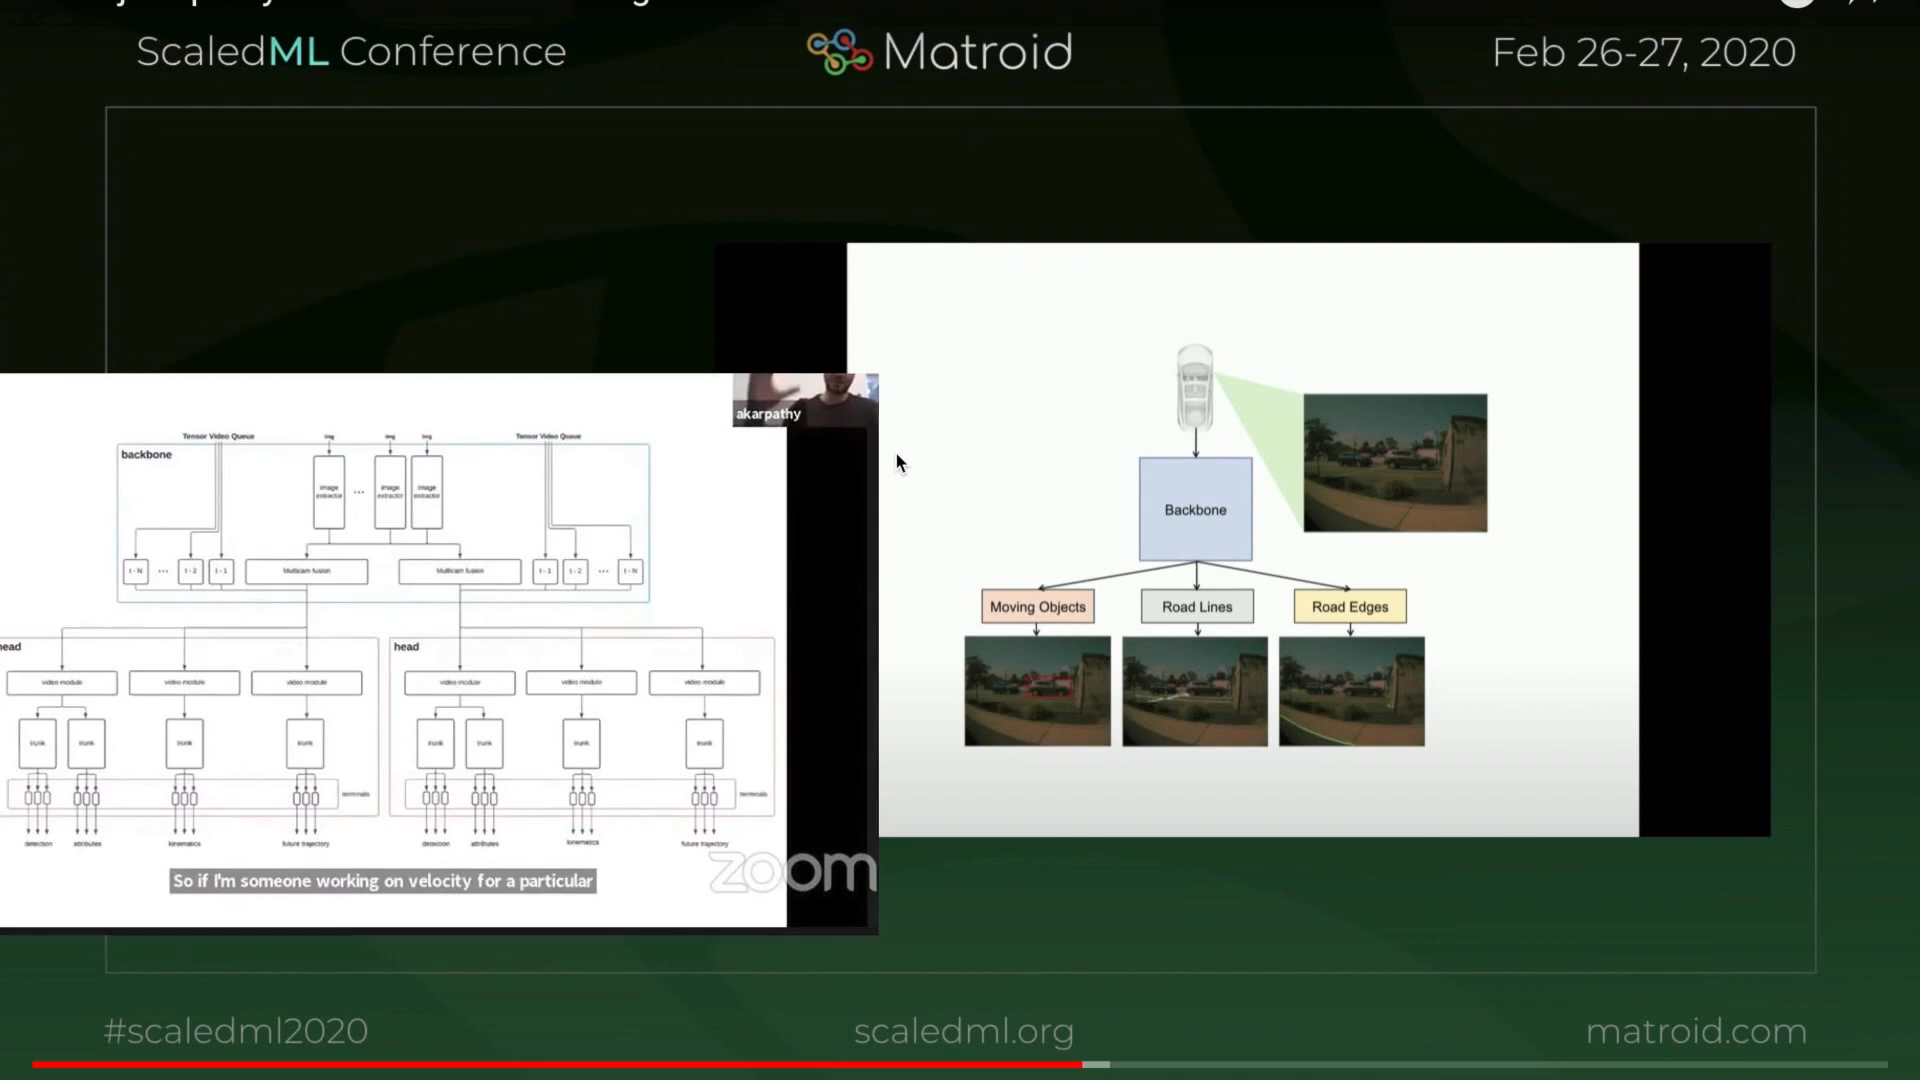 ScaledML Conference
Matroid
Feb 26-27, 2020
akarpathy
Tensor Video Queue
img
img
img
Tensor Video Queue
backbone
image extractor
...
image extractor
image extractor
t - N
...
t - 2
t - 1
Multicam fusion
Multicam fusion
t - 1
t - 2
...
t - N
head
video module
video module
video module
video module
video module
video module
trunk
trunk
trunk
trunk
trunk
trunk
trunk
trunk
terminals
terminals
detection
attributes
kinematics
future trajectory
detection
attributes
kinematics
future trajectory
So if I'm someone working on velocity for a particular
zoom
Backbone
Moving Objects
Road Lines
Road Edges
#scaledml2020
scaledml.org
matroid.com